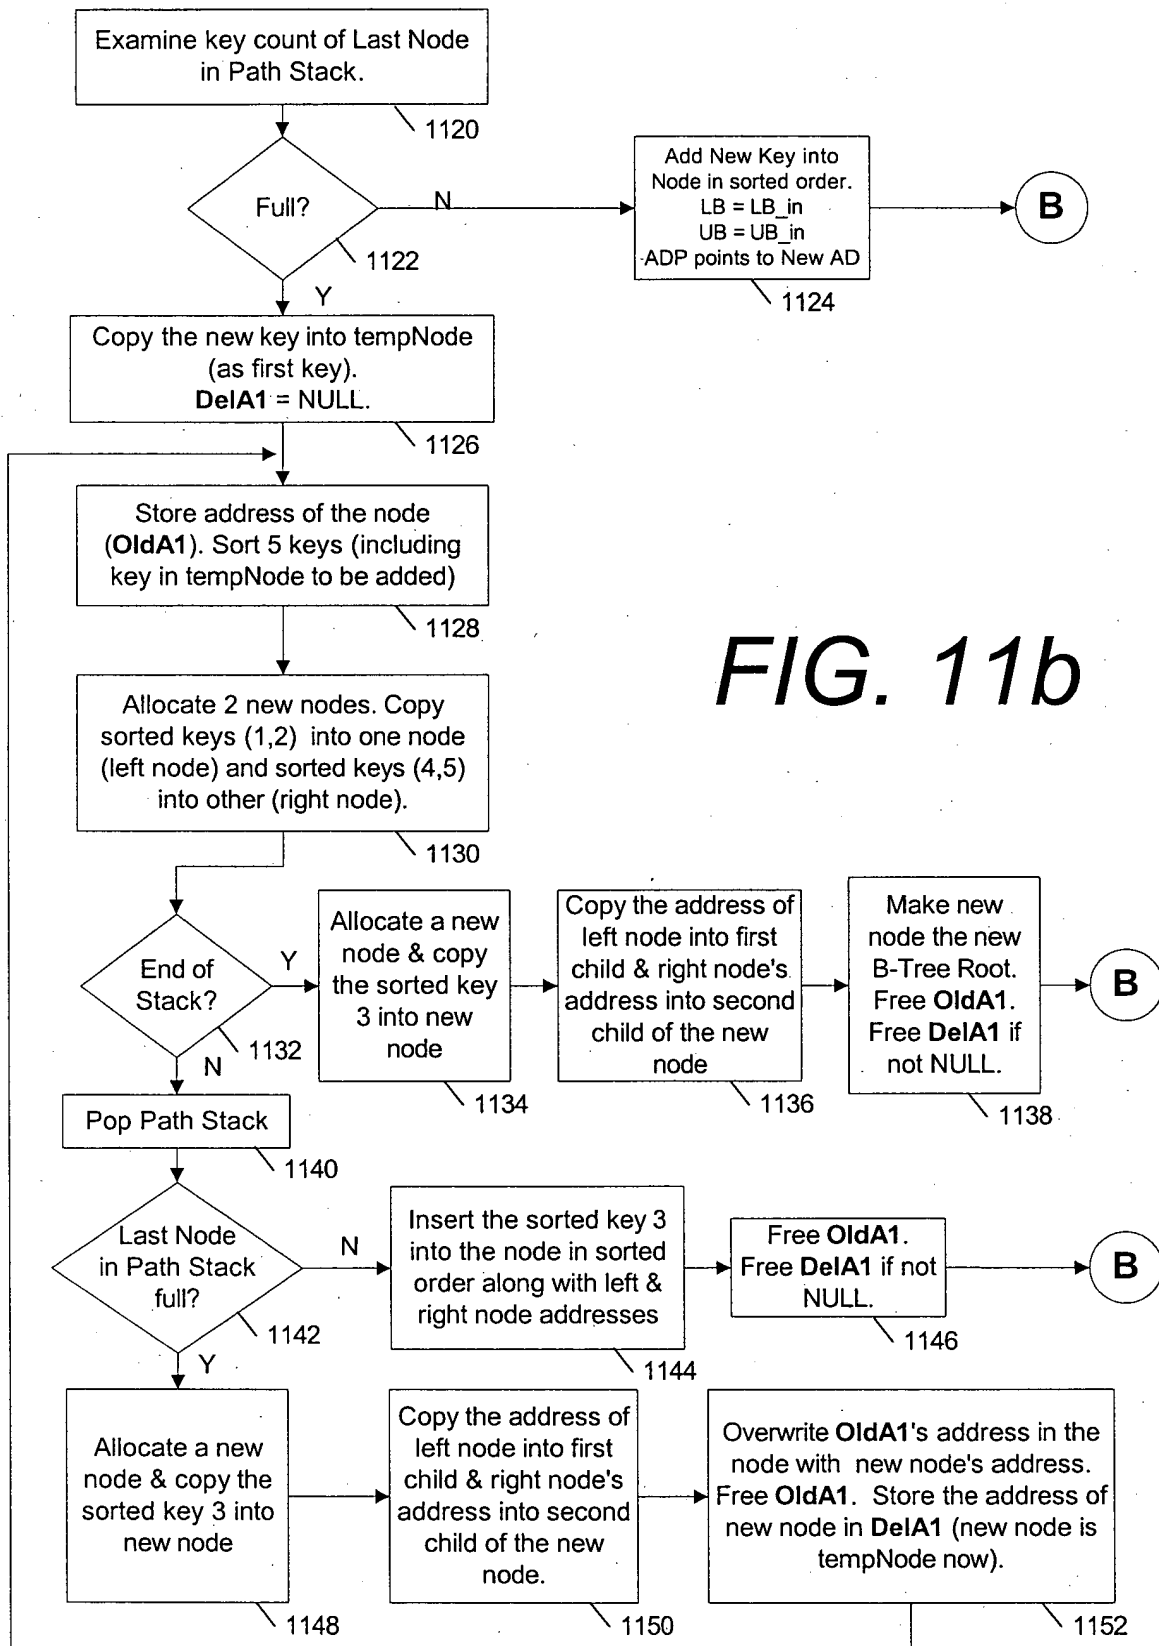 Examine key count of Last Node
in Path Stack.
1120
Full?
N
1122
Y
Add New Key into
Node in sorted order.
LB = LB_in
UB = UB_in
ADP points to New AD
1124
B
Copy the new key into tempNode
(as first key).
DelA1 = NULL.
1126
Store address of the node
(OldA1). Sort 5 keys (including
key in tempNode to be added)
1128
FIG. 11b
Allocate 2 new nodes. Copy
sorted keys (1,2) into one node
(left node) and sorted keys (4,5)
into other (right node).
1130
End of
Stack?
Y
1132
N
Allocate a new
node & copy
the sorted key
3 into new
node
1134
Copy the address of
left node into first
child & right node's
address into second
child of the new
node
1136
Make new
node the new
B-Tree Root.
Free OldA1.
Free DelA1 if
not NULL.
1138
B
Pop Path Stack
1140
Last Node
in Path Stack
full?
N
1142
Y
Insert the sorted key 3
into the node in sorted
order along with left &
right node addresses
1144
Free OldA1.
Free DelA1 if not
NULL.
1146
B
Allocate a new
node & copy the
sorted key 3 into
new node
1148
Copy the address of
left node into first
child & right node's
address into second
child of the new
node.
1150
Overwrite OldA1's address in the
node with new node's address.
Free OldA1. Store the address of
new node in DelA1 (new node is
tempNode now).
1152